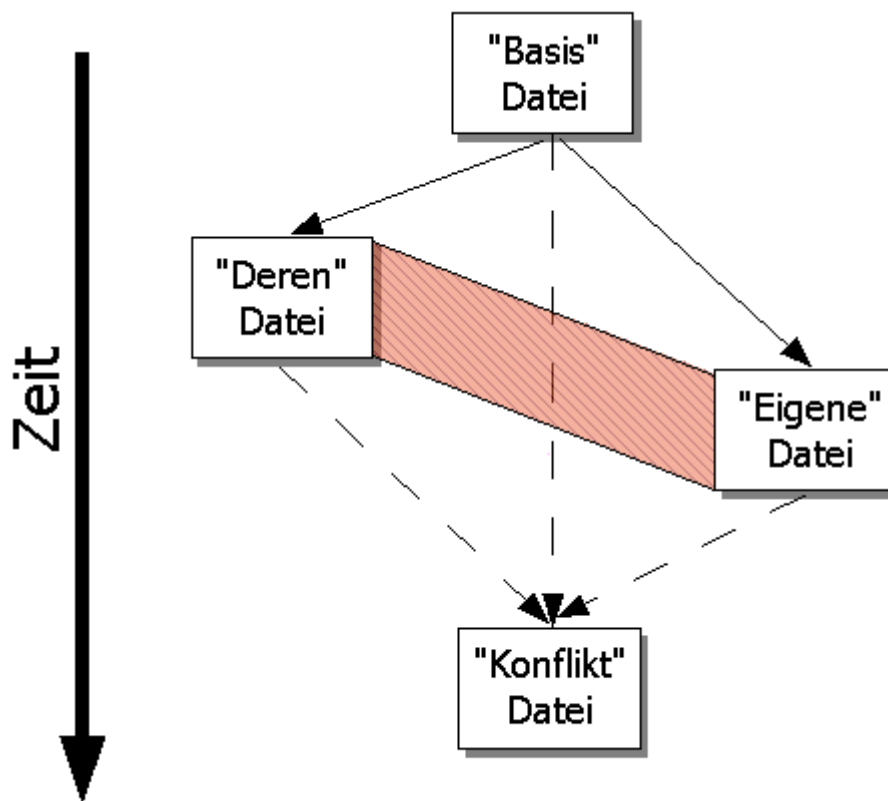 "Basis"
Datei
"Deren"
Datei
Zeit
"Eigene"
Datei
"Konflikt"
Datei